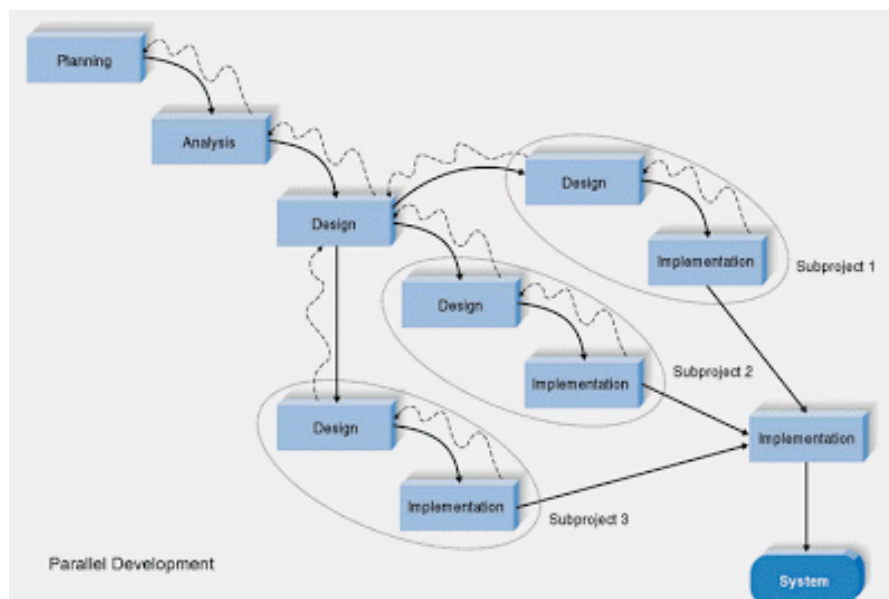 Planning
Analysis
Design
Design
Implementation
Subproject 1
Design
Implementation
Subproject 2
Design
Implementation
Subproject 3
Implementation
System
Parallel Development